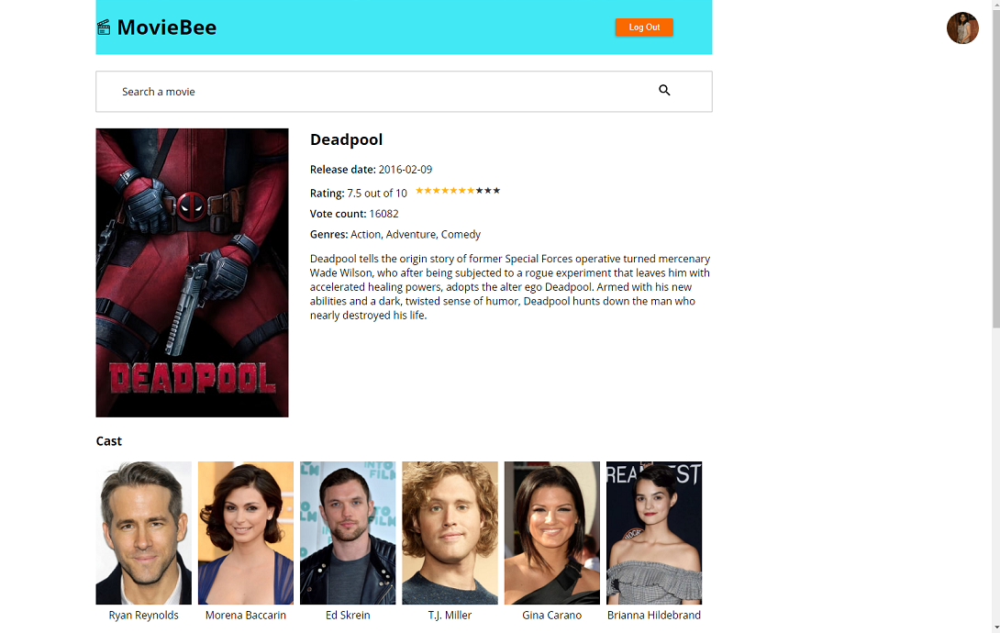 MovieBee
Log Out
Search a movie
Deadpool
Release date: 2016-02-09
Rating: 7.5 out of 10
Vote count: 16082
Genres: Action, Adventure, Comedy
Deadpool tells the origin story of former Special Forces operative turned mercenary
Wade Wilson, who after being subjected to a rogue experiment that leaves him with
accelerated healing powers, adopts the alter ego Deadpool. Armed with his new
abilities and a dark, twisted sense of humor, Deadpool hunts down the man who
nearly destroyed his life.
DEADPOOL
Cast
INTO
FILM
LM
Ryan Reynolds
Morena Baccarin
Ed Skrein
T.J. Miller
Gina Carano
Brianna Hildebrand